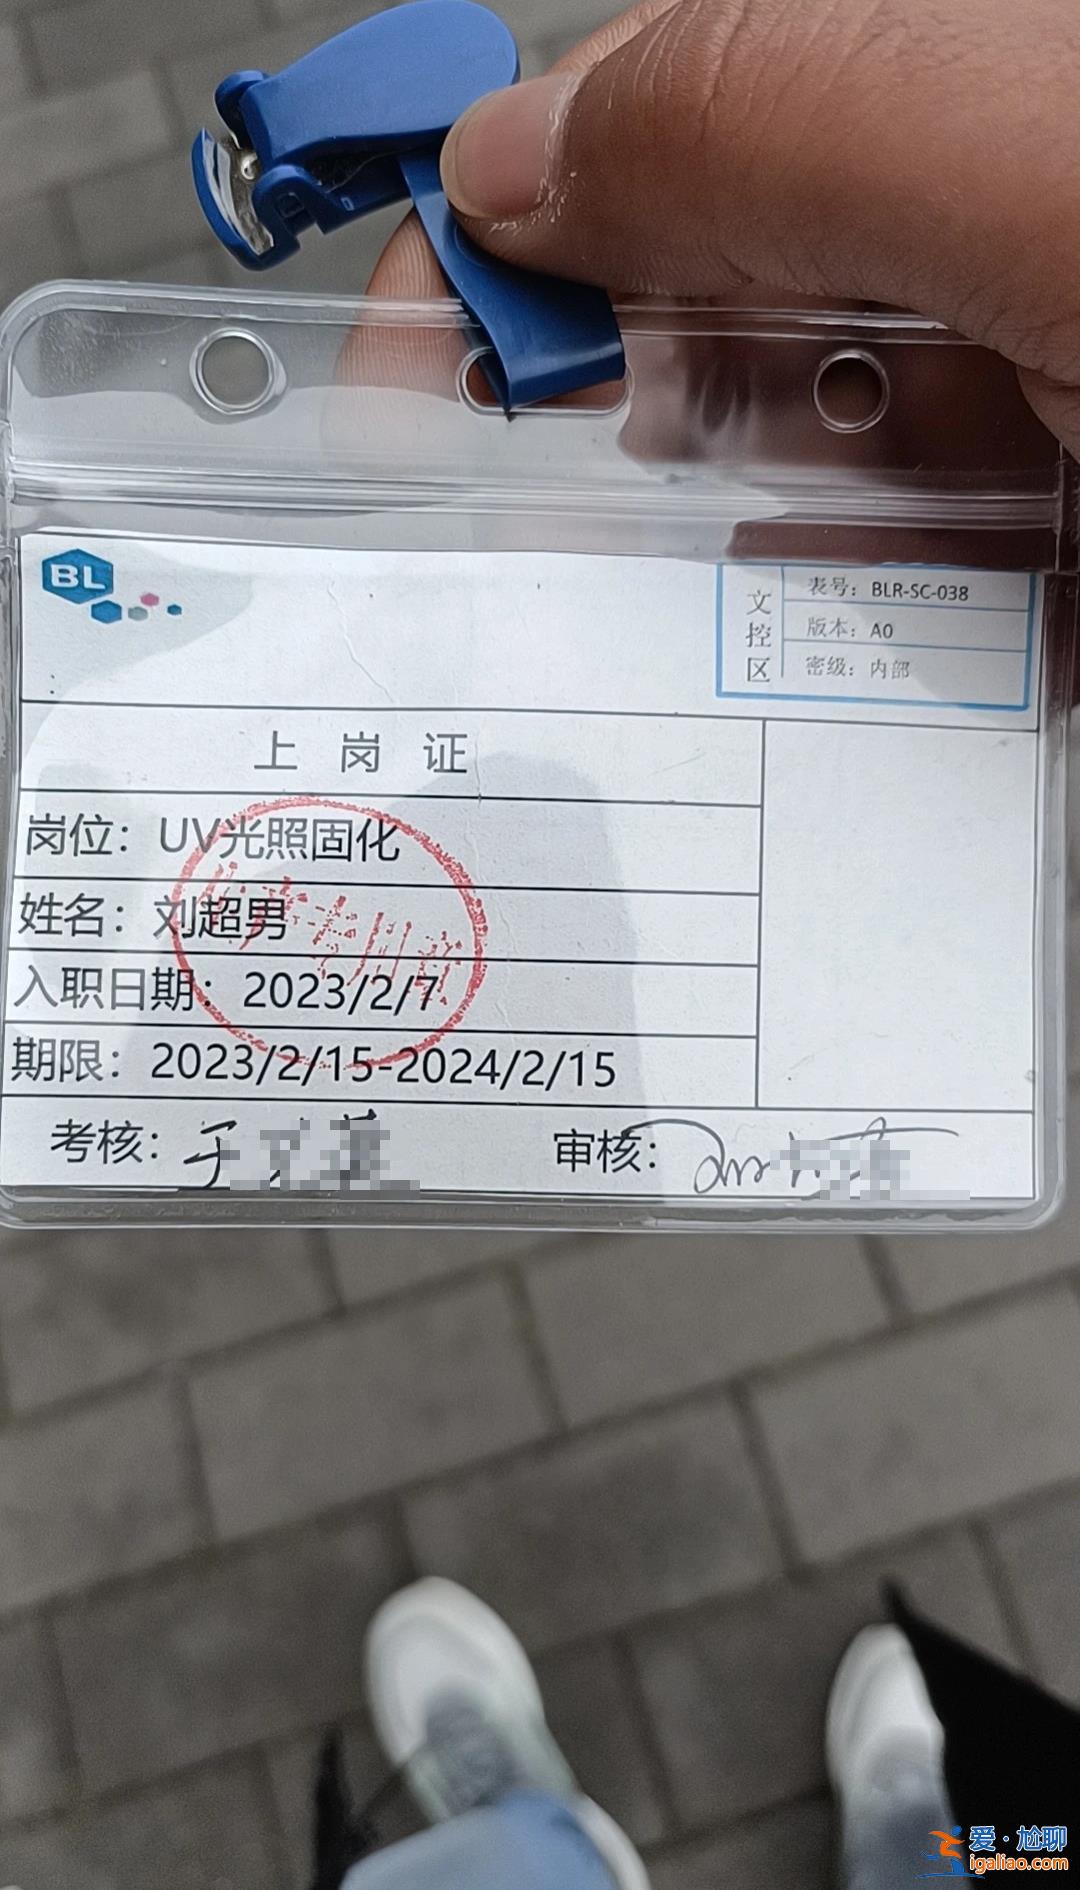 BL
文控区
表号：BLR-SC-038
版本：A0
密级：内部
上 岗 证
岗位：UV光照固化
姓名：刘超男
入职日期：2023/2/7
期限：2023/2/15-2024/2/15
考核：于
审核：
爱·尬聊
igaliao.com